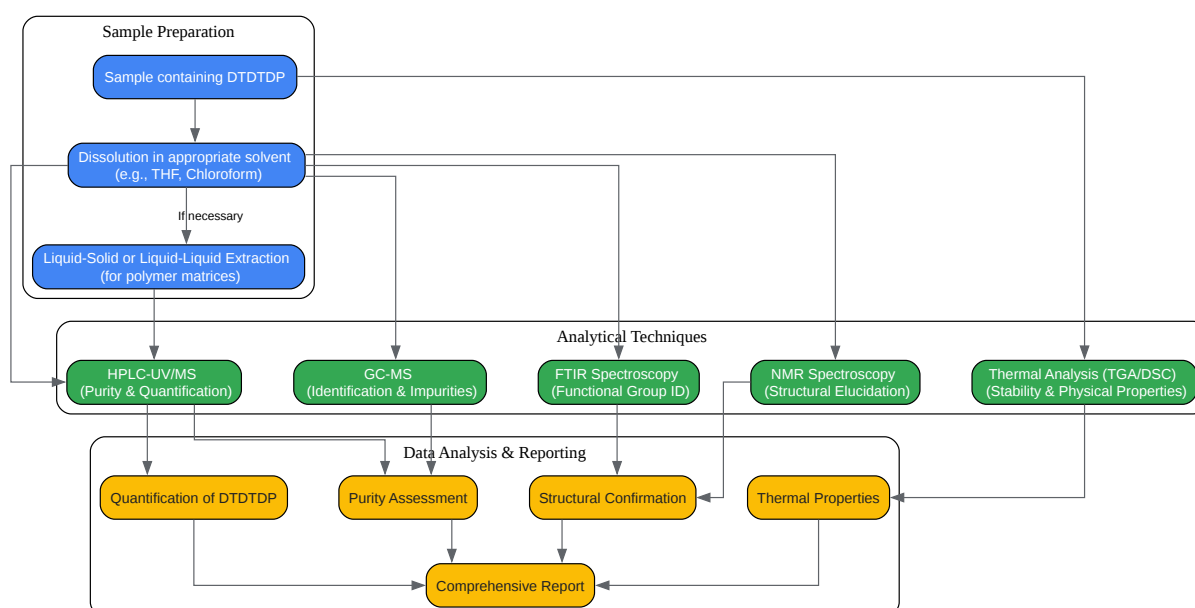 Sample Preparation
Sample containing DTDTDP
Dissolution in appropriate solvent
(e.g., THF, Chloroform)
If necessary
Liquid-Solid or Liquid-Liquid Extraction
(for polymer matrices)
Analytical Techniques
HPLC-UV/MS
(Purity & Quantification)
GC-MS
(Identification & Impurities)
FTIR Spectroscopy
(Functional Group ID)
NMR Spectroscopy
(Structural Elucidation)
Thermal Analysis (TGA/DSC)
(Stability & Physical Properties)
Data Analysis & Reporting
Quantification of DTDTDP
Purity Assessment
Structural Confirmation
Thermal Properties
Comprehensive Report